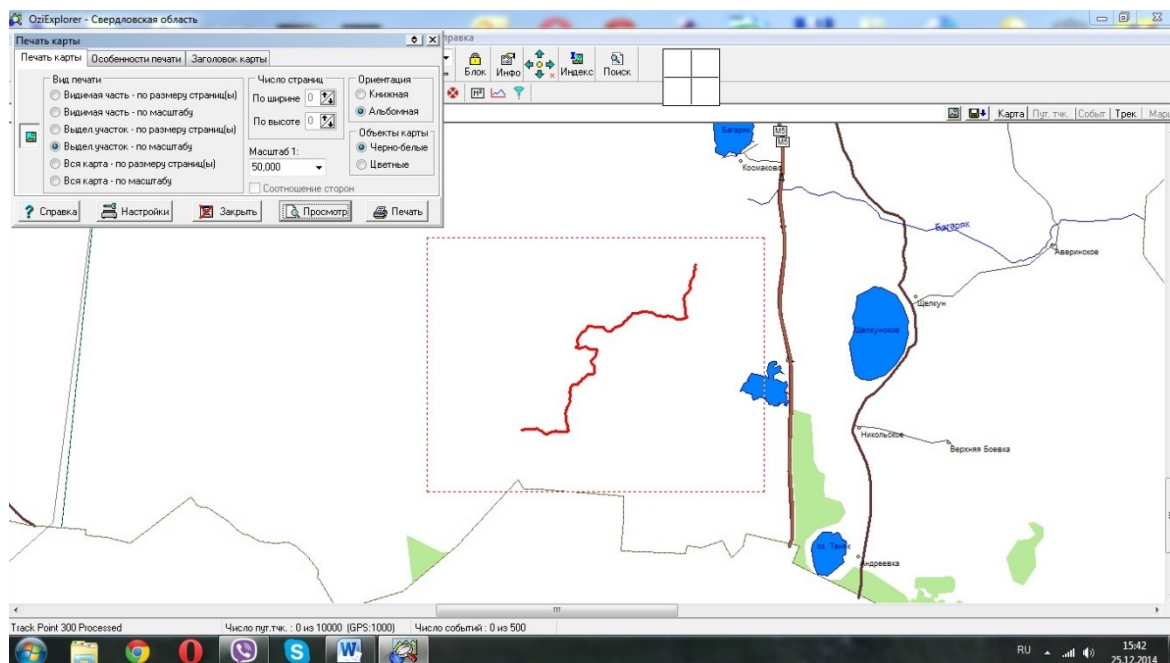 OziExplorer - Свердловская область
Печать карты
Печать карты Особенности печати Заголовок карты
Вид печати
Видимая часть - по размеру страниц(ы)
Видимая часть - по масштабу
Выдел.участок - по размеру страниц(ы)
Выдел.участок - по масштабу
Вся карта - по размеру страниц(ы)
Вся карта - по масштабу
Число страниц
По ширине 0
По высоте 0
Масштаб 1:
50,000
Соотношение сторон
Ориентация
Книжная
Альбомная
Объекты карты
Черно-белые
Цветные
? Справка Настройки Закрыть Просмотр Печать
Блок Инфо Индекс Поиск
Карта Пут. тчк. Событ Трек
Багаряк
Космаково
M5
M5
Багаряк
Аверинское
Щелкун
Щелкунское
Никольское
Верхняя Боевка
Андреевка
Track Point 300 Processed Число пут.тчк. : 0 из 10000 (GPS:1000) Число событий : 0 из 500
RU 15:42
25.12.2014